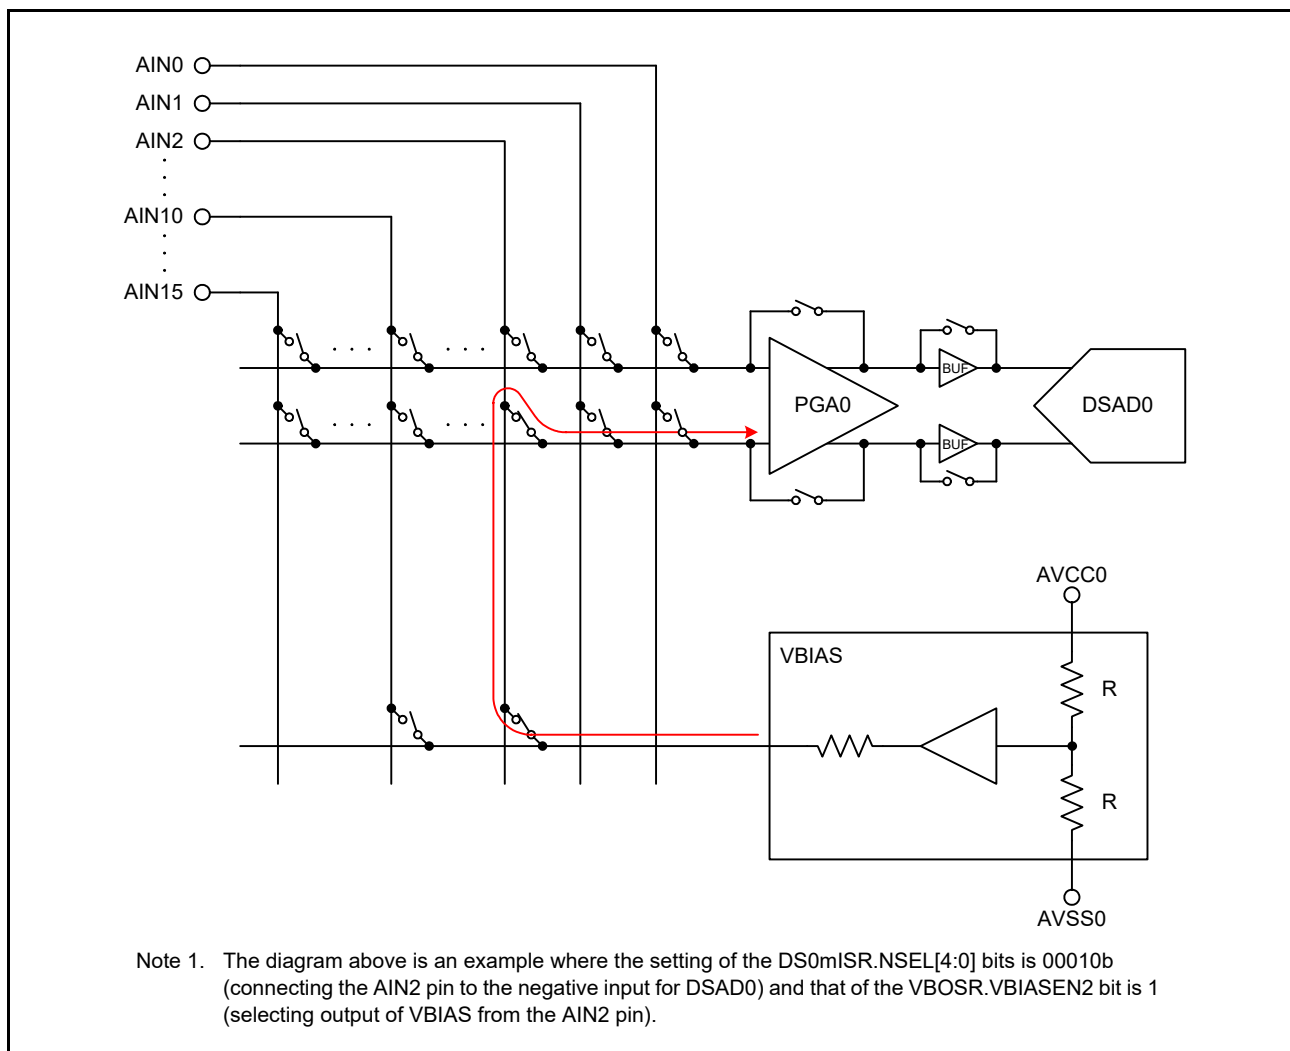 AIN0
AIN1
AIN2
AIN10
AIN15
PGA0
BUF
BUF
DSAD0
AVCC0
VBIAS
R
R
AVSS0
Note 1. The diagram above is an example where the setting of the DS0mISR.NSEL[4:0] bits is 00010b
(connecting the AIN2 pin to the negative input for DSAD0) and that of the VBOSR.VBIASEN2 bit is 1
(selecting output of VBIAS from the AIN2 pin).